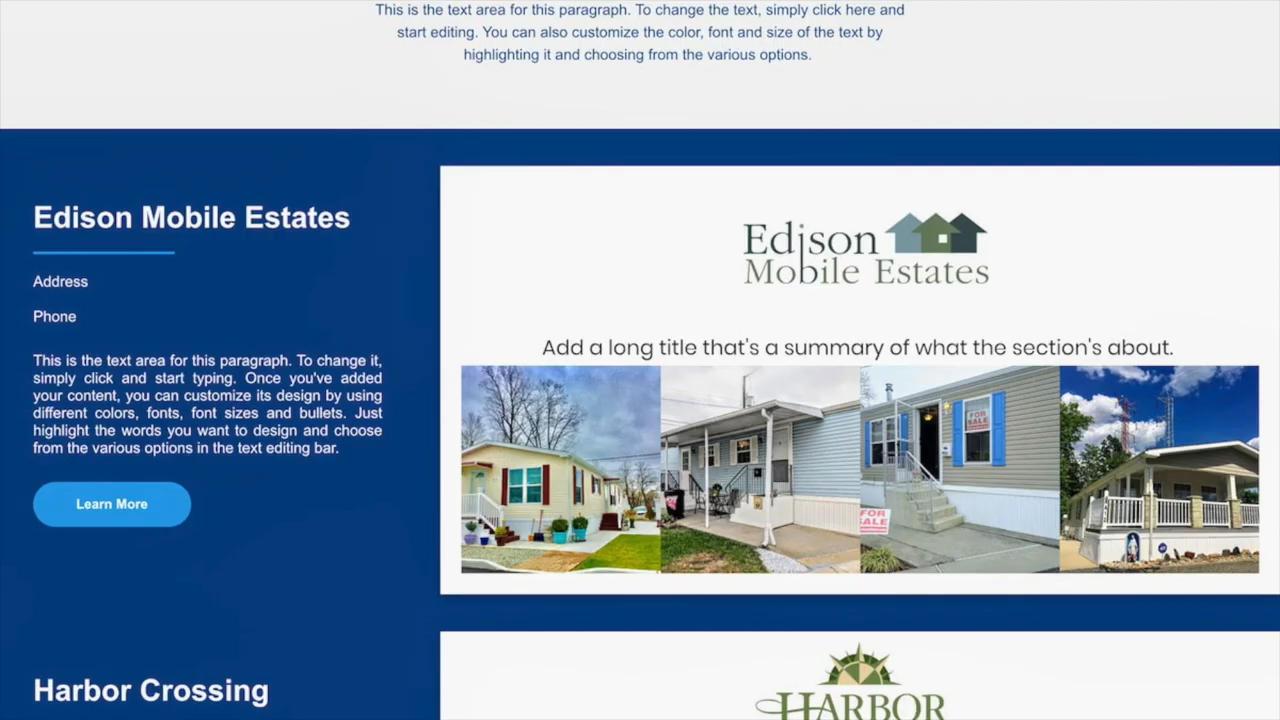 This is the text area for this paragraph. To change the text, simply click here and
start editing. You can also customize the color, font and size of the text by
highlighting it and choosing from the various options.
Edison Mobile Estates
Address
Phone
This is the text area for this paragraph. To change it,
simply click and start typing. Once you've added
your content, you can customize its design by using
different colors, fonts, font sizes and bullets. Just
highlight the words you want to design and choose
from the various options in the text editing bar.
Learn More
Edison
Mobile Estates
Add a long title that's a summary of what the section's about.
FOR
SALE
FOR
SALE
Harbor Crossing
HARBOR